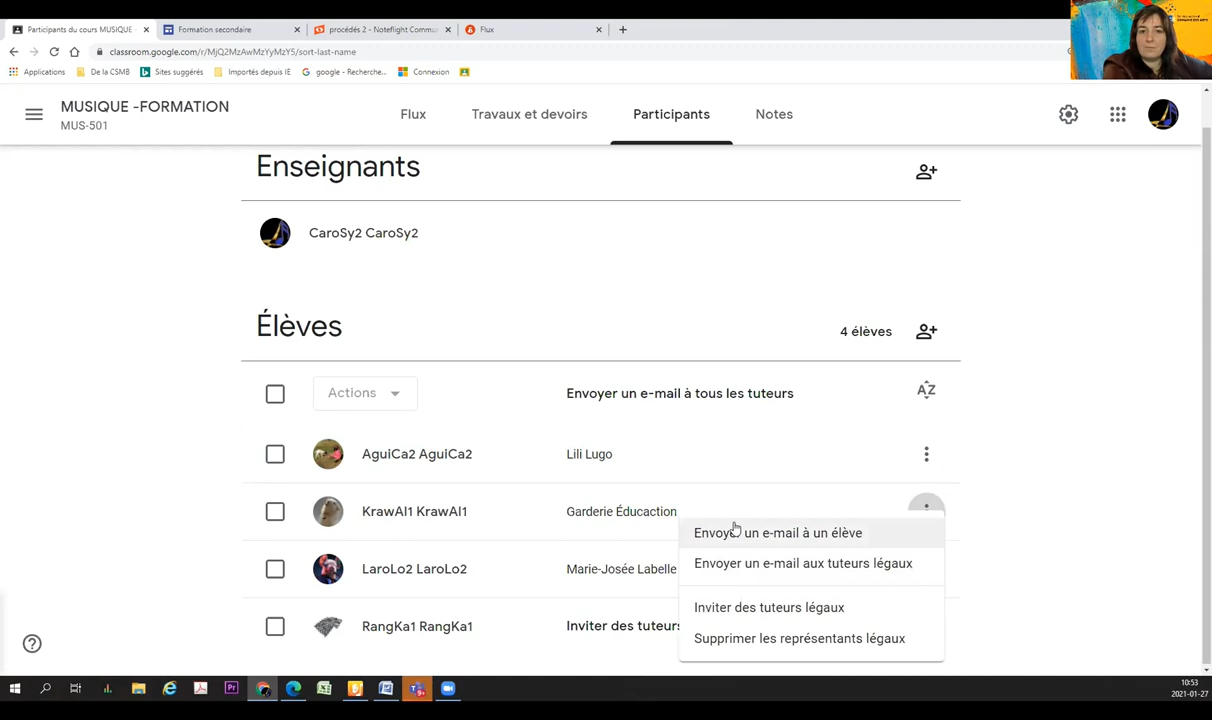 Participants du cours MUSIQUE -
Formation secondaire
procédés 2 - Noteflight Commu
Flux
classroom.google.com/r/MjQ2MzAwMzYyMzY5/sort-last-name
Applications
De la CSMB
Sites suggérés
Importés depuis IE
google - Recherche...
Connexion
MUSIQUE -FORMATION
MUS-501
Flux
Travaux et devoirs
Participants
Notes
Enseignants
CaroSy2 CaroSy2
Élèves
4 élèves
Actions
Envoyer un e-mail à tous les tuteurs
AZ
AguiCa2 AguiCa2
Lili Lugo
KrawAl1 KrawAl1
Garderie Éducaction
Envoyer un e-mail à un élève
Envoyer un e-mail aux tuteurs légaux
LaroLo2 LaroLo2
Marie-Josée Labelle
Inviter des tuteurs légaux
RangKa1 RangKa1
Inviter des tuteurs
Supprimer les représentants légaux
10:53
2021-01-27